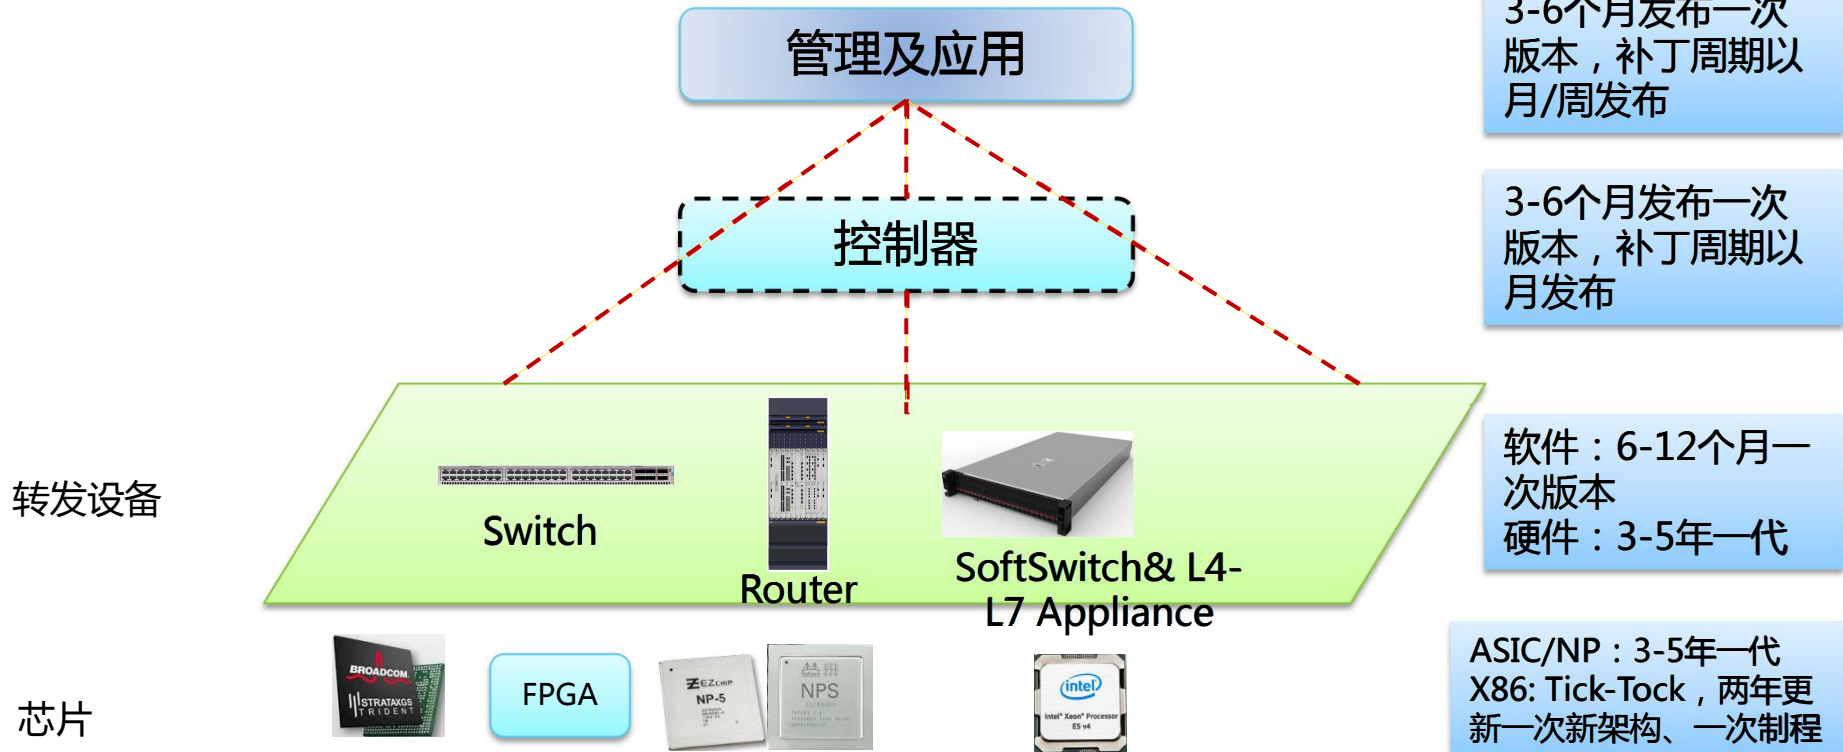 管理及应用
3-6个月发布一次
版本，补丁周期以
月/周发布
控制器
3-6个月发布一次
版本，补丁周期以
月发布
转发设备
Switch
Router
SoftSwitch& L4-
L7 Appliance
软件：6-12个月一
次版本
硬件：3-5年一代
芯片
BROADCOM.
STRATAXGS
TRIDENT
FPGA
EZCHIP
NP-5
NPS
intel
Intel® Xeon® Processor
E5 v4
ASIC/NP：3-5年一代
X86: Tick-Tock，两年更
新一次新架构、一次制程